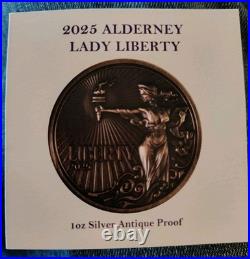 2025 ALDERNEY
LADY LIBERTY
LIBERTY
1oz Silver Antique Proof